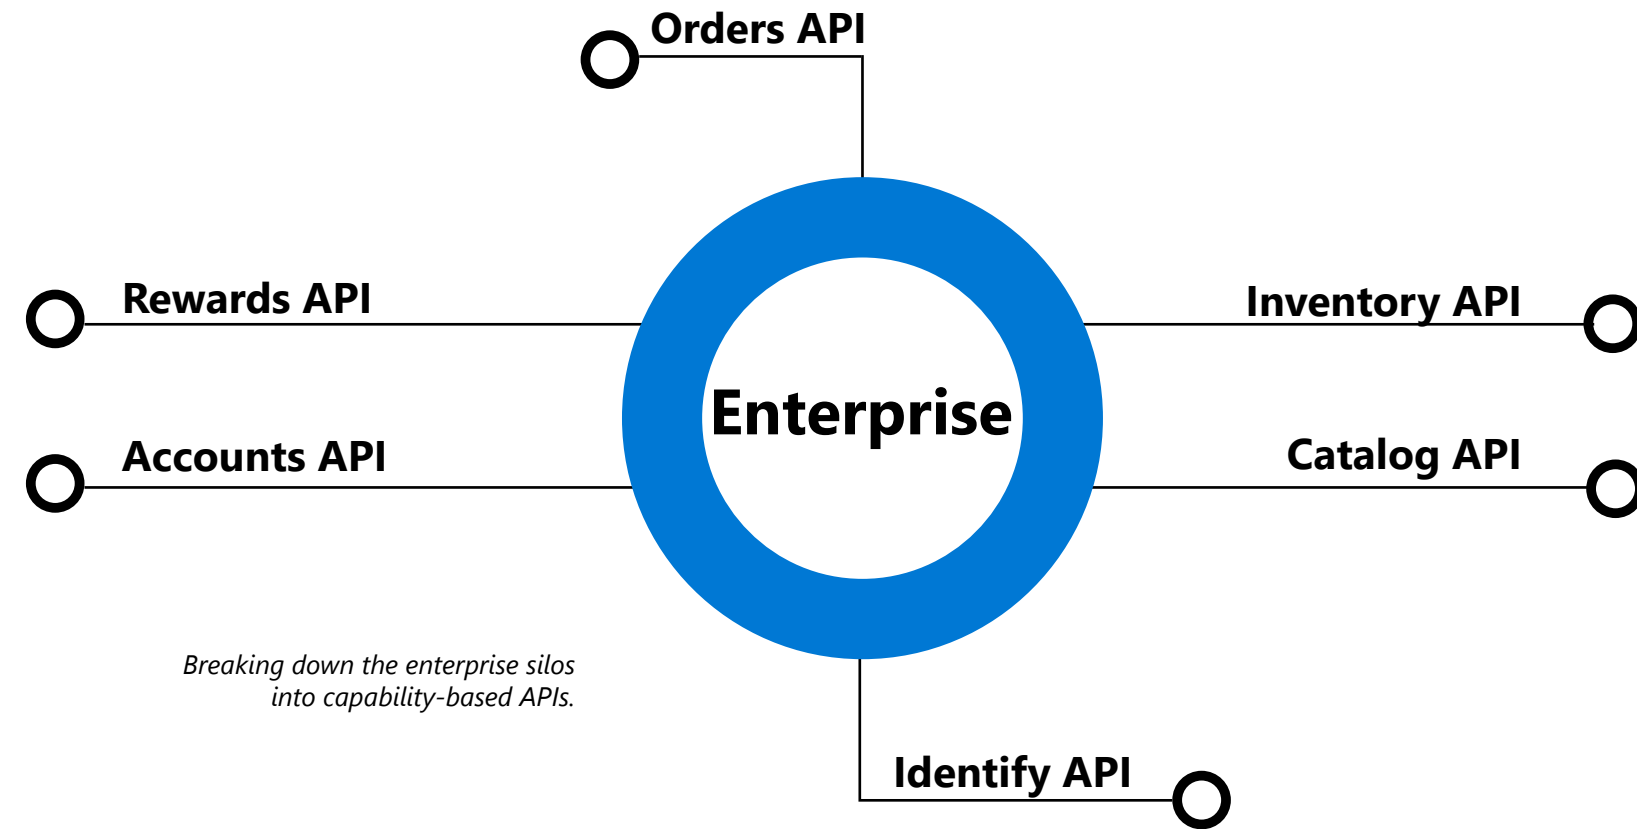 Orders API
Rewards API
Inventory API
Enterprise
Accounts API
Catalog API
Breaking down the enterprise silos
into capability-based APIs.
Identify API